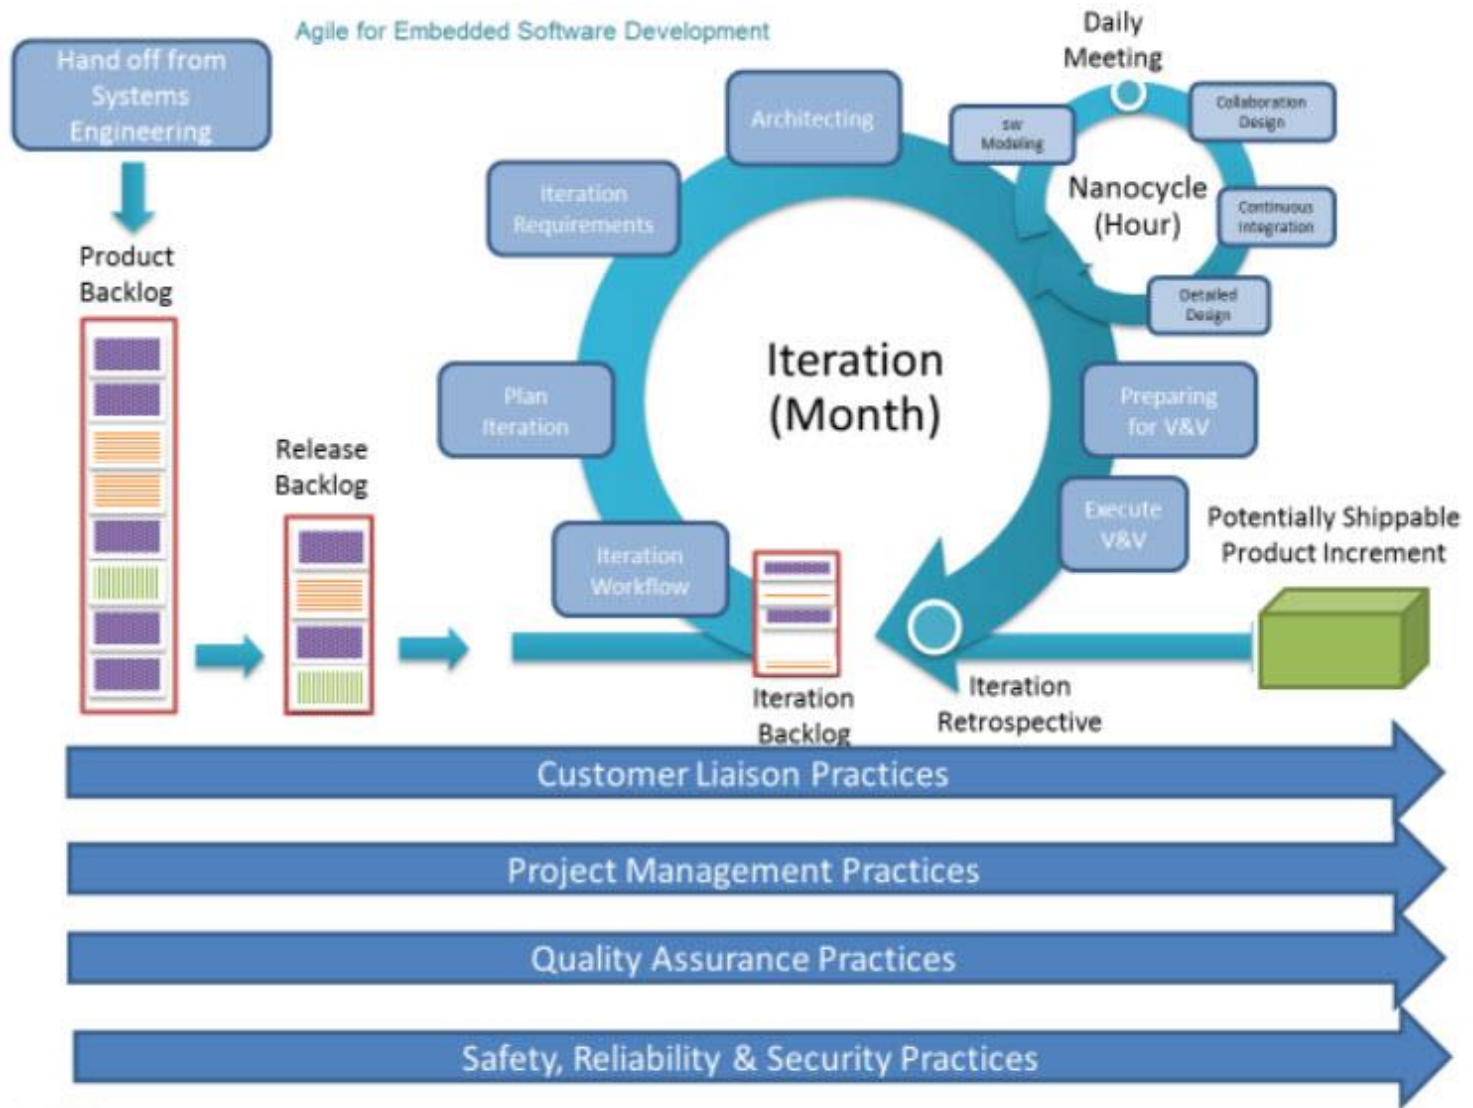 Agile for Embedded Software Development
Hand off from
Systems
Engineering
Product
Backlog
Release
Backlog
Iteration
Workflow
Plan
Iteration
Iteration
Requirements
Architecting
Iteration
(Month)
Daily
Meeting
SW
Modeling
Collaboration
Design
Nanocycle
(Hour)
Continuous
Integration
Detailed
Design
Preparing
for V&V
Execute
V&V
Iteration
Backlog
Iteration
Retrospective
Potentially Shippable
Product Increment
Customer Liaison Practices
Project Management Practices
Quality Assurance Practices
Safety, Reliability & Security Practices